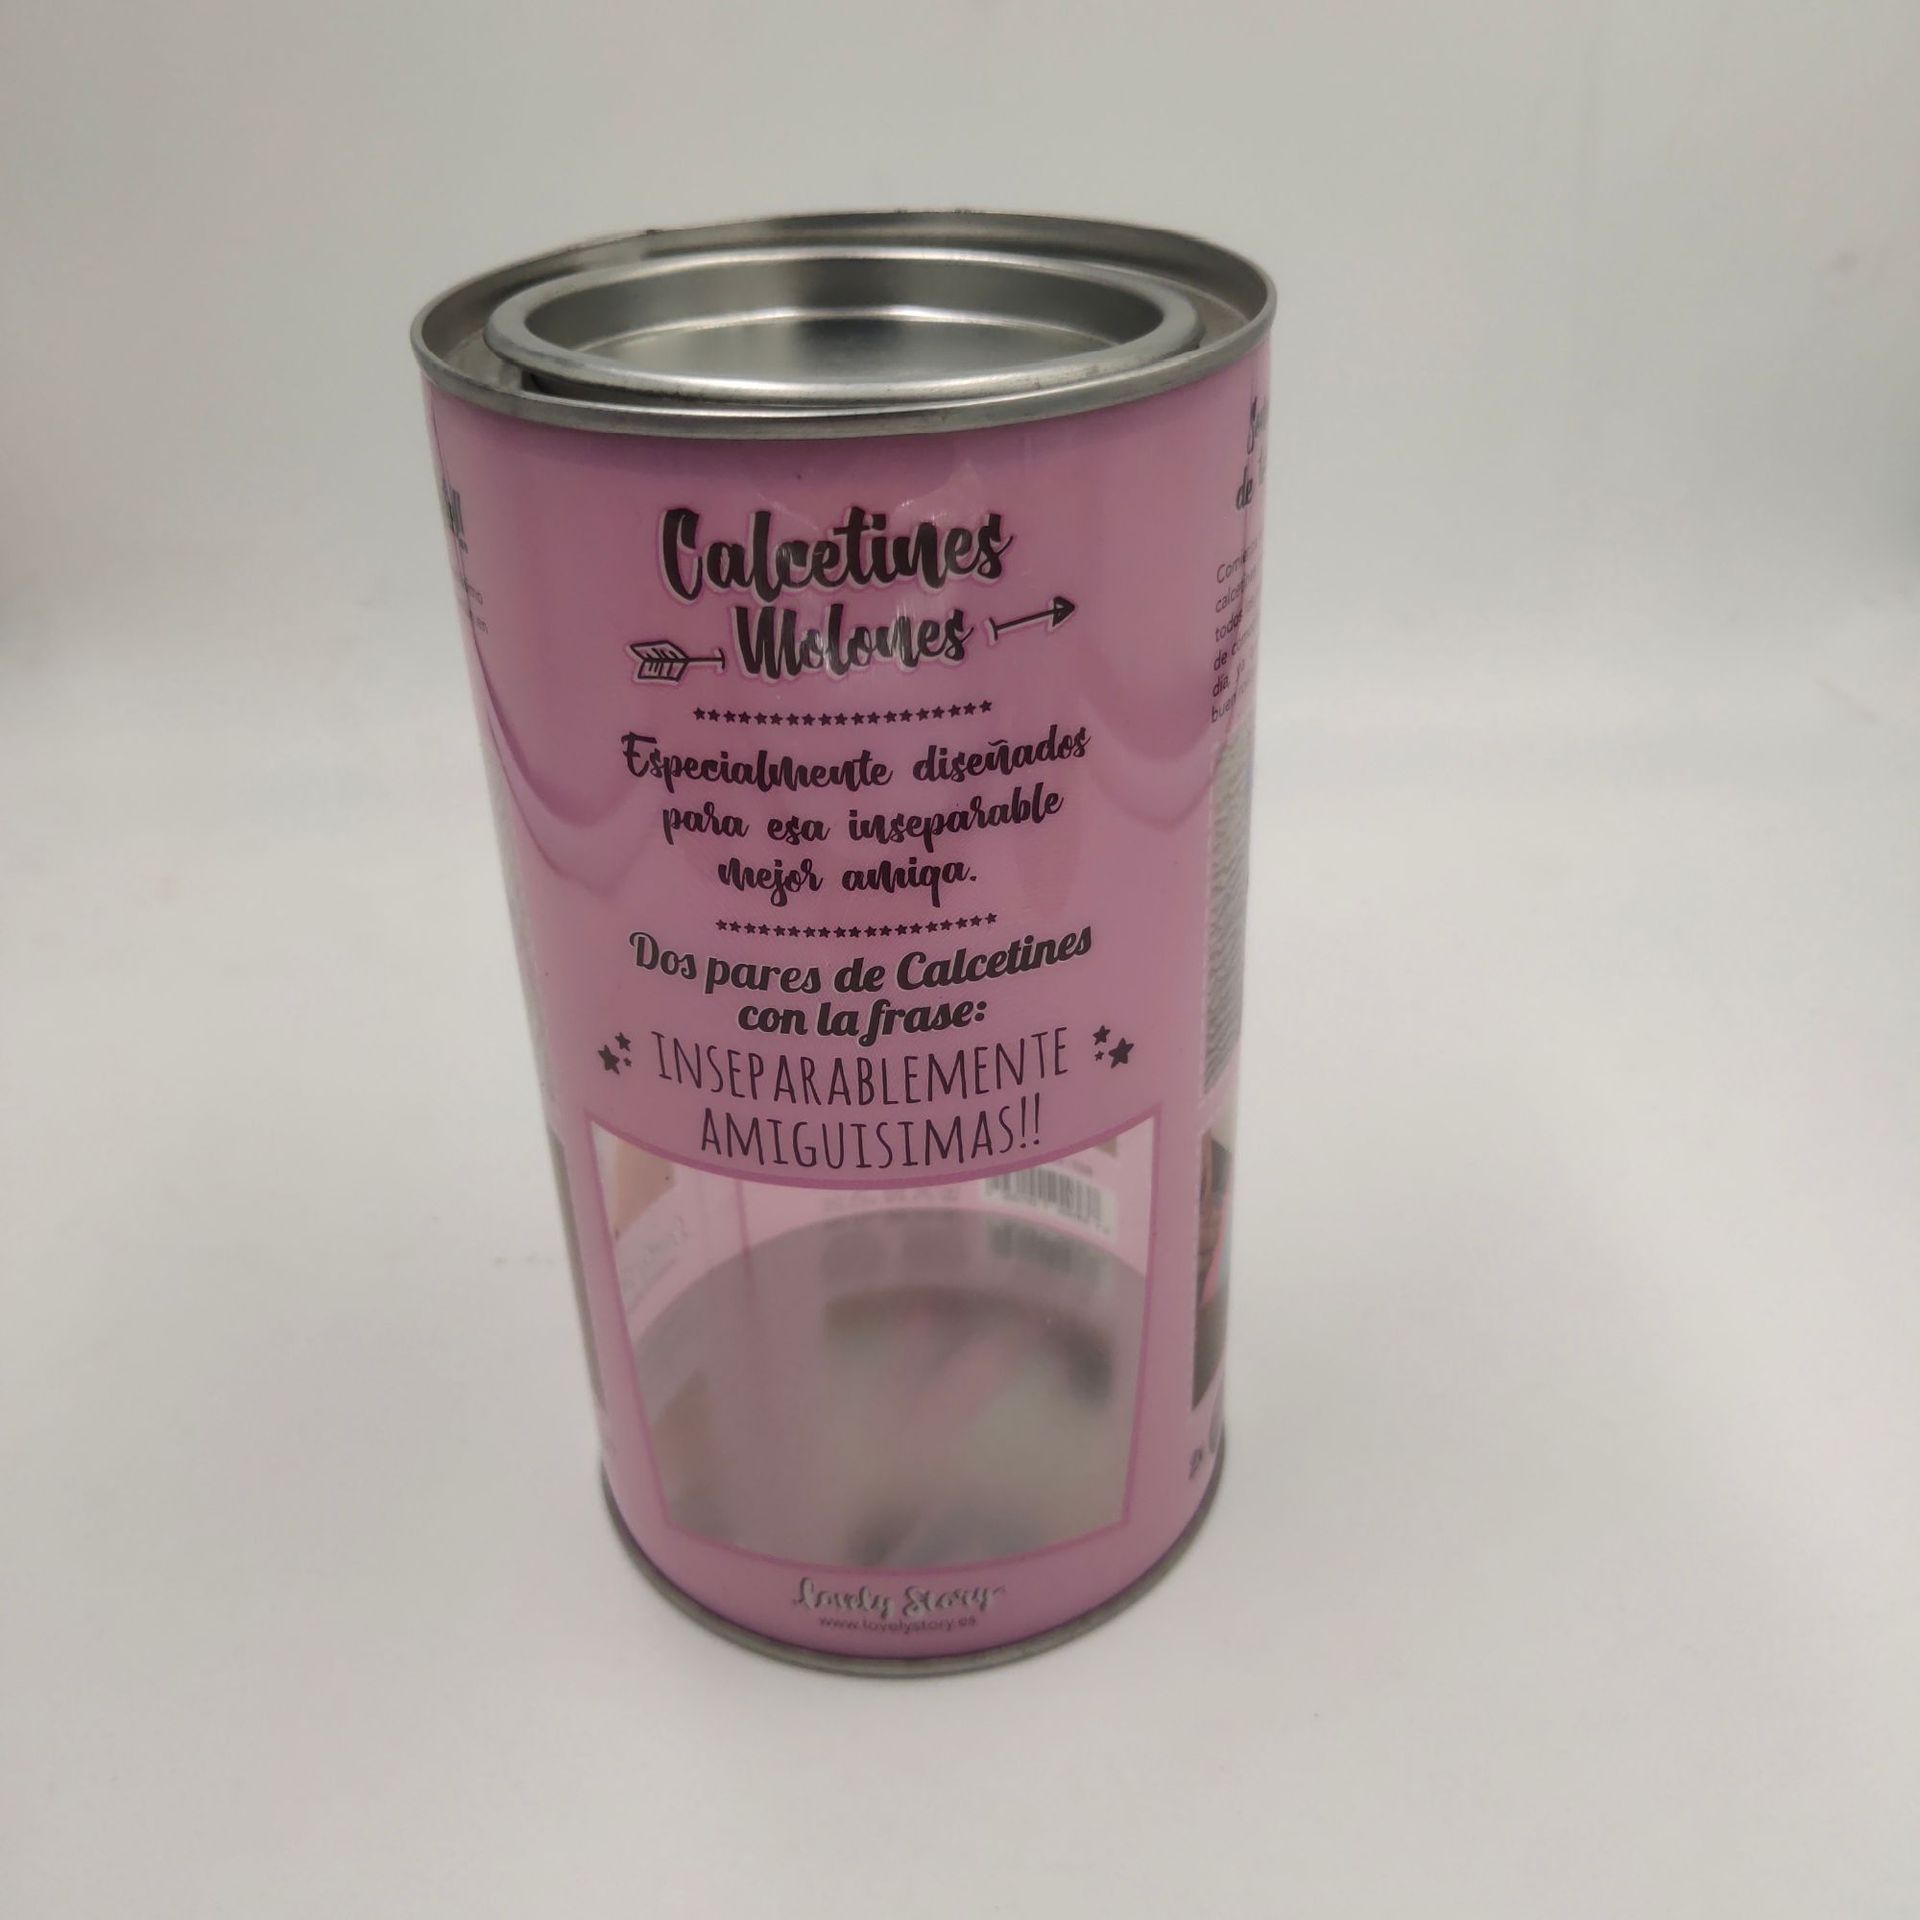 Calcetines
Molones
Especialmente diseñados
para esa inseparable
mejor amiga.
Dos pares de Calcetines
con la frase:
INSEPARABLEMENTE
AMIGUISIMAS!!
Lovely Story
www.lovelystory.es
de